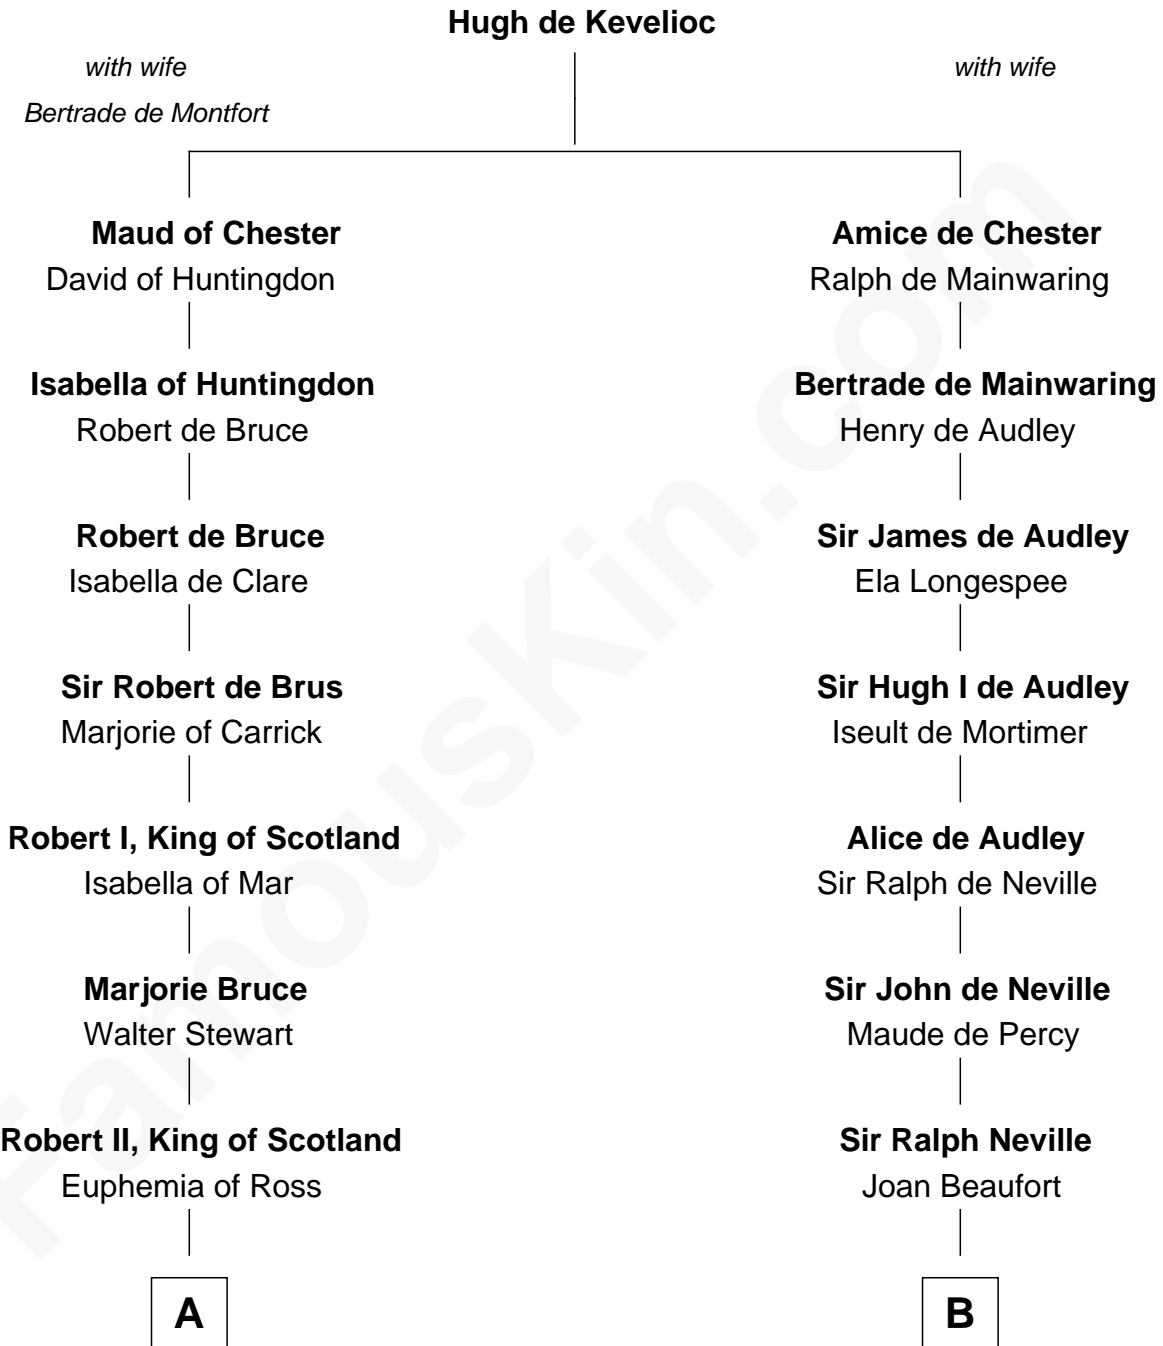 Hugh de Kevelioc
with wife
Bertrade de Montfort
with wife
Maud of Chester
David of Huntingdon
Amice de Chester
Ralph de Mainwaring
Isabella of Huntingdon
Robert de Bruce
Bertrade de Mainwaring
Henry de Audley
Robert de Bruce
Isabella de Clare
Sir James de Audley
Ela Longespee
Sir Robert de Brus
Marjorie of Carrick
Sir Hugh I de Audley
Iseult de Mortimer
Robert I, King of Scotland
Isabella of Mar
Alice de Audley
Sir Ralph de Neville
Marjorie Bruce
Walter Stewart
Sir John de Neville
Maude de Percy
Robert II, King of Scotland
Euphemia of Ross
Sir Ralph Neville
Joan Beaufort
A
B
FamousKin.com